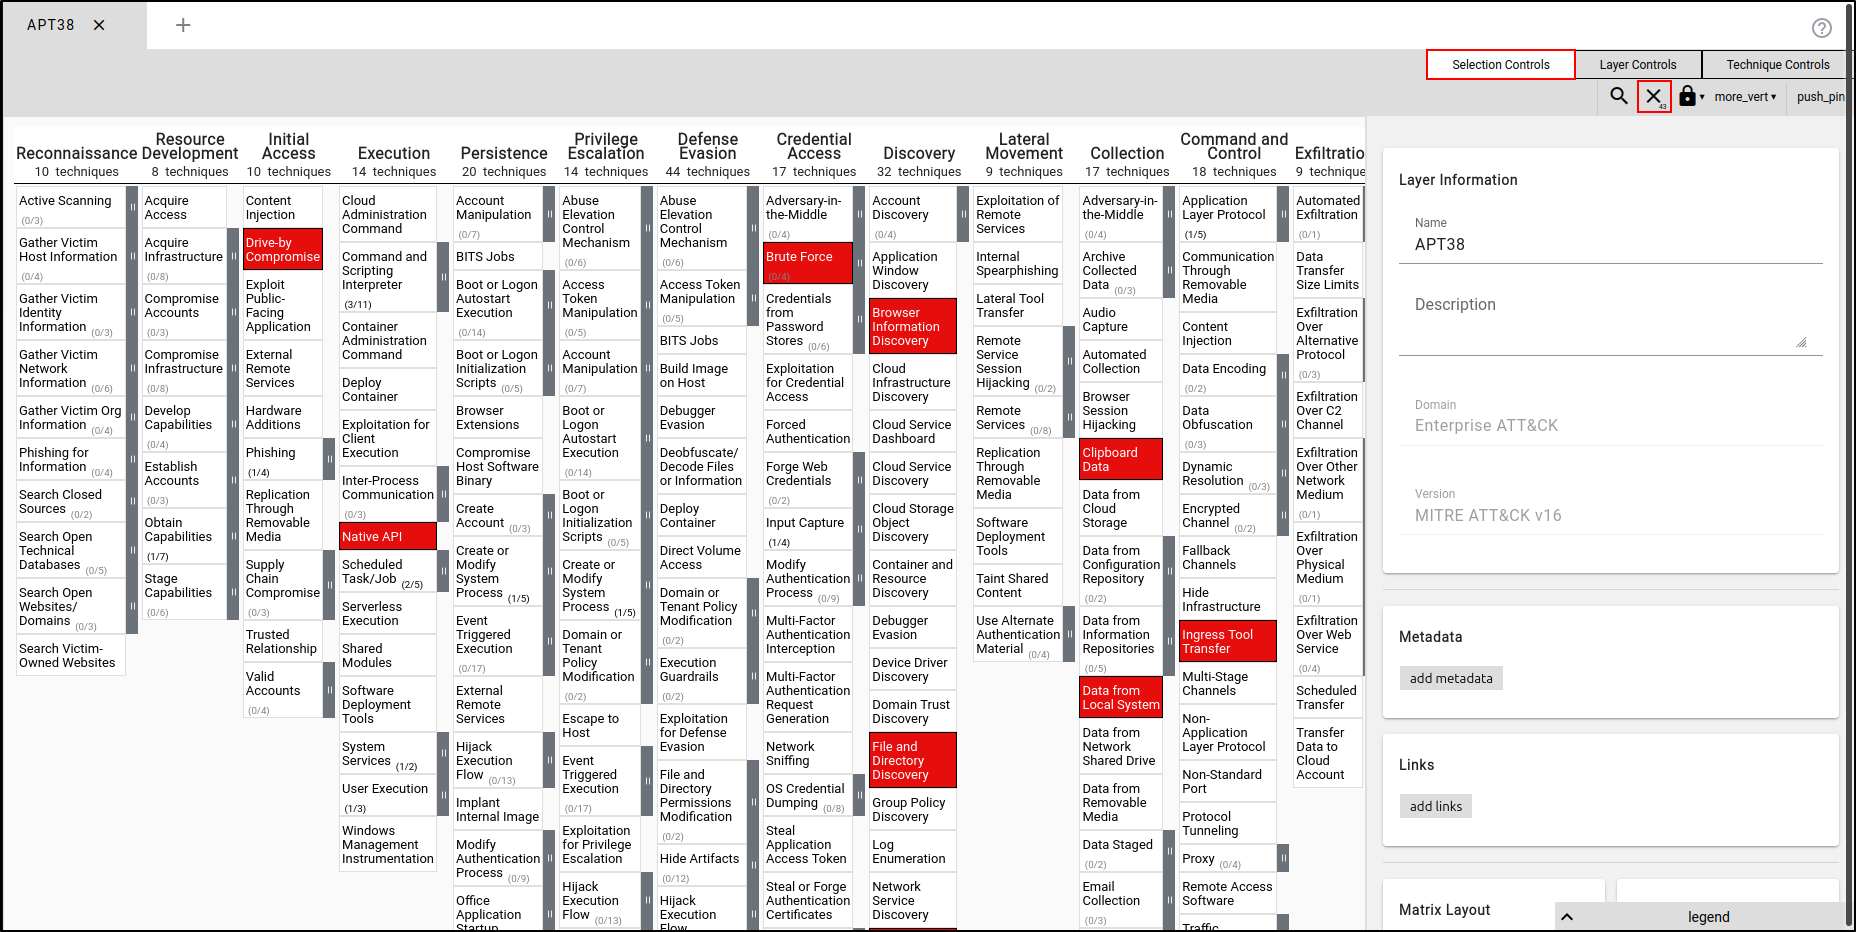 APT38
Selection Controls
Layer Controls
Technique Controls
43
more_vert
push_pin
Reconnaissance
10 techniques
Active Scanning
(0/3)
Gather Victim
Host Information
(0/4)
Gather Victim
Identity
Information (0/3)
Gather Victim
Network
Information (0/6)
Gather Victim Org
Information (0/4)
Phishing for
Information (0/4)
Search Closed
Sources (0/2)
Search Open
Technical
Databases (0/5)
Search Open
Websites/
Domains (0/3)
Search Victim-
Owned Websites
Resource
Development
8 techniques
Acquire
Access
Acquire
Infrastructure
(0/8)
Compromise
Accounts
(0/3)
Compromise
Infrastructure
(0/8)
Develop
Capabilities
(0/4)
Establish
Accounts
(0/3)
Obtain
Capabilities
(1/7)
Stage
Capabilities
(0/6)
Initial
Access
10 techniques
Content
Injection
Drive-by
Compromise
Exploit
Public-
Facing
Application
External
Remote
Services
Hardware
Additions
Phishing
(1/4)
Replication
Through
Removable
Media
Supply
Chain
Compromise
(0/3)
Trusted
Relationship
Valid
Accounts
(0/4)
Execution
14 techniques
Cloud
Administration
Command
Command and
Scripting
Interpreter
(3/11)
Container
Administration
Command
Deploy
Container
Exploitation for
Client
Execution
Inter-Process
Communication
(0/3)
Native API
Scheduled
Task/Job (2/5)
Serverless
Execution
Shared
Modules
Software
Deployment
Tools
System
Services (1/2)
User Execution
(1/3)
Windows
Management
Instrumentation
Persistence
20 techniques
Account
Manipulation
(0/7)
BITS Jobs
Boot or Logon
Autostart
Execution
(0/14)
Boot or Logon
Initialization
Scripts (0/5)
Browser
Extensions
Compromise
Host Software
Binary
Create
Account (0/3)
Create or
Modify
System
Process (1/5)
Event
Triggered
Execution
(0/17)
External
Remote
Services
Hijack
Execution
Flow (0/13)
Implant
Internal Image
Modify
Authentication
Process (0/9)
Office
Application
Startup
Privilege
Escalation
14 techniques
Abuse
Elevation
Control
Mechanism
(0/6)
Access
Token
Manipulation
(0/5)
Account
Manipulation
(0/7)
Boot or
Logon
Autostart
Execution
(0/14)
Boot or
Logon
Initialization
Scripts (0/5)
Create or
Modify
System
Process (1/5)
Domain or
Tenant
Policy
Modification
(0/2)
Escape to
Host
Event
Triggered
Execution
(0/17)
Exploitation
for Privilege
Escalation
Hijack
Execution
Flow (0/13)
Defense
Evasion
44 techniques
Abuse
Elevation
Control
Mechanism
(0/6)
Access Token
Manipulation
(0/5)
BITS Jobs
Build Image
on Host
Debugger
Evasion
Deobfuscate/
Decode Files
or Information
Deploy
Container
Direct Volume
Access
Domain or
Tenant Policy
Modification
(0/2)
Execution
Guardrails
(0/2)
Exploitation
for Defense
Evasion
File and
Directory
Permissions
Modification
(0/2)
Hide Artifacts
(0/12)
Hijack
Execution
Flow
Credential
Access
17 techniques
Adversary-in-
the-Middle
(0/4)
Brute Force
(0/4)
Credentials
from
Password
Stores (0/6)
Exploitation
for Credential
Access
Forced
Authentication
Forge Web
Credentials
(0/2)
Input Capture
(1/4)
Modify
Authentication
Process (0/9)
Multi-Factor
Authentication
Interception
Multi-Factor
Authentication
Request
Generation
Network
Sniffing
OS Credential
Dumping (0/8)
Steal
Application
Access Token
Steal or Forge
Authentication
Certificates
Discovery
32 techniques
Account
Discovery
(0/4)
Application
Window
Discovery
Browser
Information
Discovery
Cloud
Infrastructure
Discovery
Cloud Service
Dashboard
Cloud Service
Discovery
Cloud Storage
Object
Discovery
Container and
Resource
Discovery
Debugger
Evasion
Device Driver
Discovery
Domain Trust
Discovery
File and
Directory
Discovery
Group Policy
Discovery
Log
Enumeration
Network
Service
Discovery
Lateral
Movement
9 techniques
Exploitation of
Remote
Services
Internal
Spearphishing
Lateral Tool
Transfer
Remote
Service
Session
Hijacking (0/2)
Remote
Services (0/8)
Replication
Through
Removable
Media
Software
Deployment
Tools
Taint Shared
Content
Use Alternate
Authentication
Material (0/4)
Collection
17 techniques
Adversary-in-
the-Middle
(0/4)
Archive
Collected
Data (0/3)
Audio
Capture
Automated
Collection
Browser
Session
Hijacking
Clipboard
Data
Data from
Cloud
Storage
Data from
Configuration
Repository
(0/2)
Data from
Information
Repositories
(0/5)
Data from
Local System
Data from
Network
Shared Drive
Data from
Removable
Media
Data Staged
(0/2)
Email
Collection
(0/3)
Command and
Control
18 techniques
Application
Layer Protocol
(1/5)
Communication
Through
Removable
Media
Content
Injection
Data Encoding
(0/2)
Data
Obfuscation
(0/3)
Dynamic
Resolution (0/3)
Encrypted
Channel (0/2)
Fallback
Channels
Hide
Infrastructure
Ingress Tool
Transfer
Multi-Stage
Channels
Non-
Application
Layer Protocol
Non-Standard
Port
Protocol
Tunneling
Proxy (0/4)
Remote Access
Software
Traffic
Exfiltratio
9 technique
Automated
Exfiltration
(0/1)
Data
Transfer
Size Limits
Exfiltration
Over
Alternative
Protocol
(0/3)
Exfiltration
Over C2
Channel
Exfiltration
Over Other
Network
Medium
(0/1)
Exfiltration
Over
Physical
Medium
(0/1)
Exfiltration
Over Web
Service
(0/4)
Scheduled
Transfer
Transfer
Data to
Cloud
Account
Layer Information
Name
APT38
Description
Domain
Enterprise ATT&CK
Version
MITRE ATT&CK v16
Metadata
add metadata
Links
add links
Matrix Layout
legend